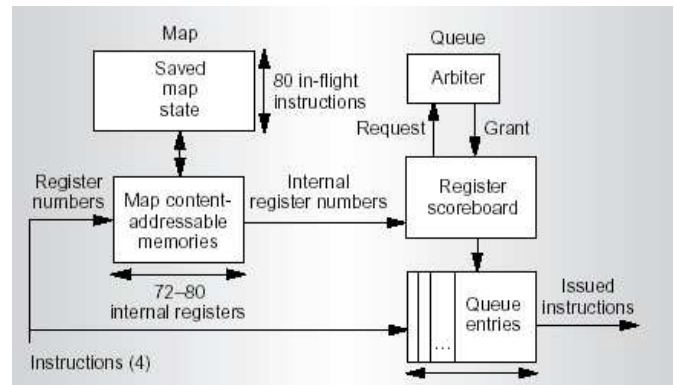 Map
Queue
Saved
map
state
80 in-flight
instructions
Arbiter
Request
Grant
Register
numbers
Map content-
addressable
memories
Internal
register numbers
Register
scoreboard
72–80
internal registers
Queue
entries
...
Issued
instructions
Instructions (4)